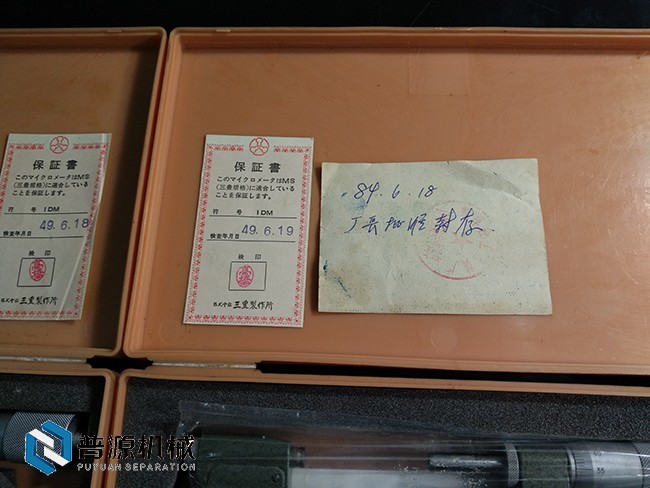 保証書
このマイクロメータはMS
(三豊規格)に適合している
ことを保証します。
符 号 IDM
検査年月日 49.6.18
検印
株式会社 三豊製作所
保証書
このマイクロメータはMS
(三豊規格)に適合している
ことを保証します。
符 号 IDM
検査年月日 49.6.19
検印
株式会社 三豊製作所
84.6.18
封存
普源机械
PUYUAN SEPARATION
55